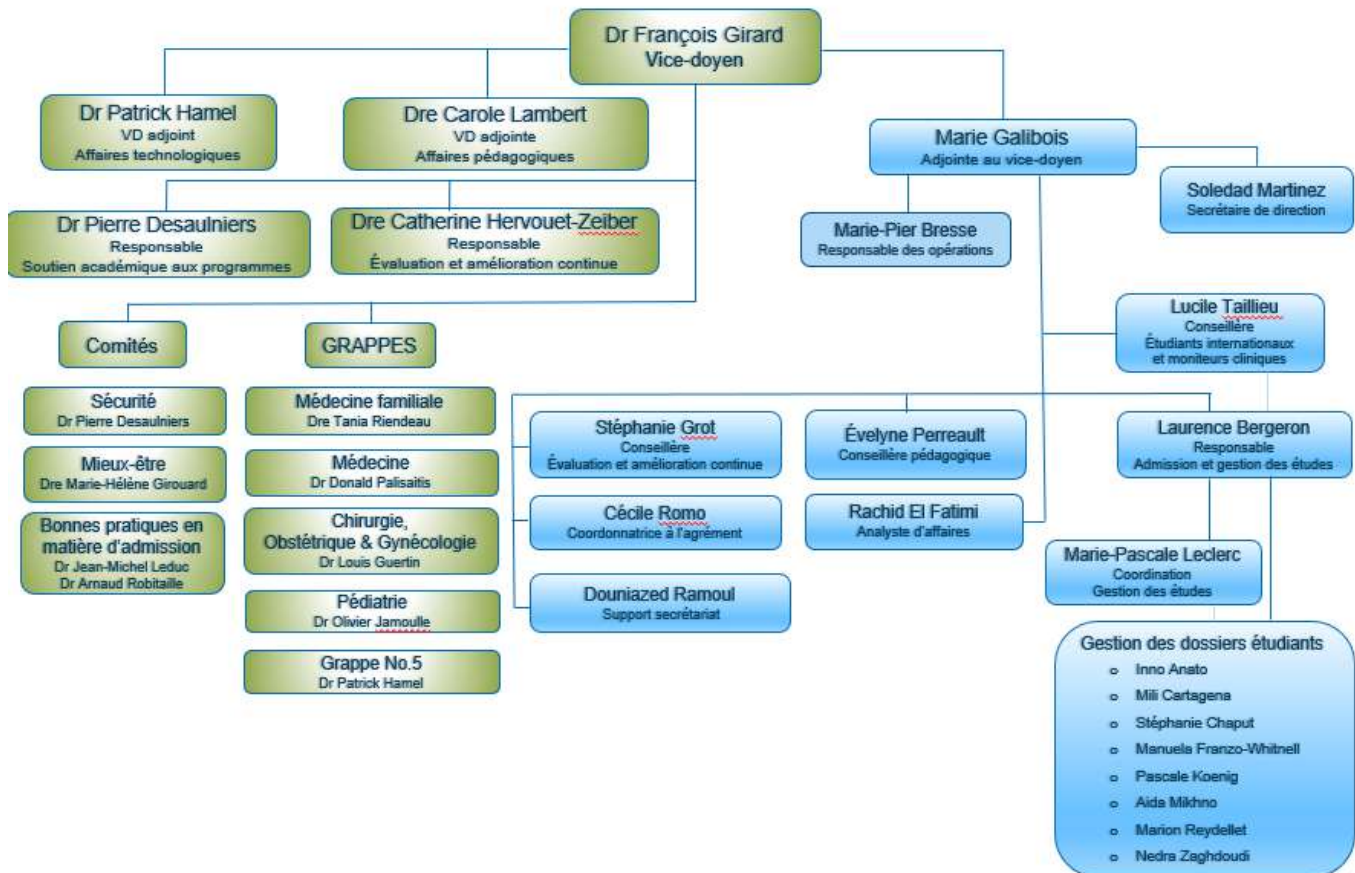 Dr François Girard
Vice-doyen
Dr Patrick Hamel
VD adjoint
Affaires technologiques
Dre Carole Lambert
VD adjointe
Affaires pédagogiques
Marie Galibois
Adjointe au vice-doyen
Soledad Martinez
Secrétaire de direction
Dr Pierre Desaulniers
Responsable
Soutien académique aux programmes
Dre Catherine Hervouet-Zeiber
Responsable
Évaluation et amélioration continue
Marie-Pier Bresse
Responsable des opérations
Lucile Taillieu
Conseillère
Étudiants internationaux
et moniteurs cliniques
Comités
GRAPPES
Sécurité
Dr Pierre Desaulniers
Mieux-être
Dre Marie-Hélène Girouard
Bonnes pratiques en
matière d'admission
Dr Jean-Michel Leduc
Dr Arnaud Robitaille
Médecine familiale
Dre Tania Riendeau
Médecine
Dr Donald Palisaitis
Chirurgie,
Obstétrique & Gynécologie
Dr Louis Guertin
Pédiatrie
Dr Olivier Jamoulle
Grappe No.5
Dr Patrick Hamel
Stéphanie Grot
Conseillère
Évaluation et amélioration continue
Cécile Romo
Coordonnatrice à l'agrément
Douniazed Ramoul
Support secrétariat
Évelyne Perreault
Conseillère pédagogique
Rachid El Fatimi
Analyste d'affaires
Laurence Bergeron
Responsable
Admission et gestion des études
Marie-Pascale Leclerc
Coordination
Gestion des études
Gestion des dossiers étudiants
o Inno Anato
o Mili Cartagena
o Stéphanie Chaput
o Manuela Franzo-Whitnell
o Pascale Koenig
o Aida Mikhno
o Marion Reydellet
o Nedra Zaghdoudi